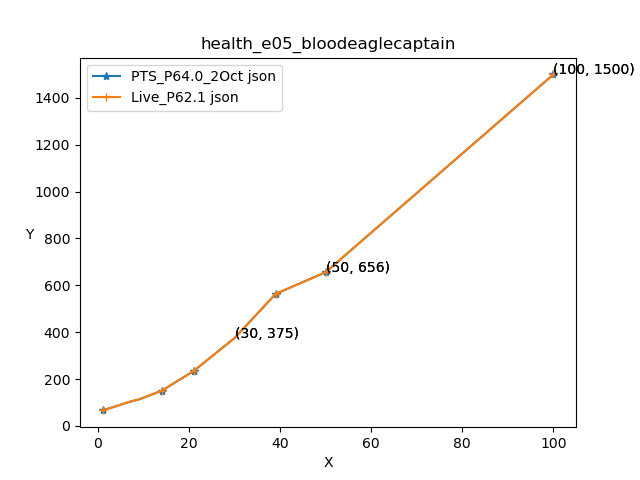 health_e05_bloodeaglecaptain
PTS_P64.0_2Oct json
Live_P62.1 json
(100, 1500)
(50, 656)
(30, 375)
Y
1400
1200
1000
800
600
400
200
0
0 20 40 60 80 100
X